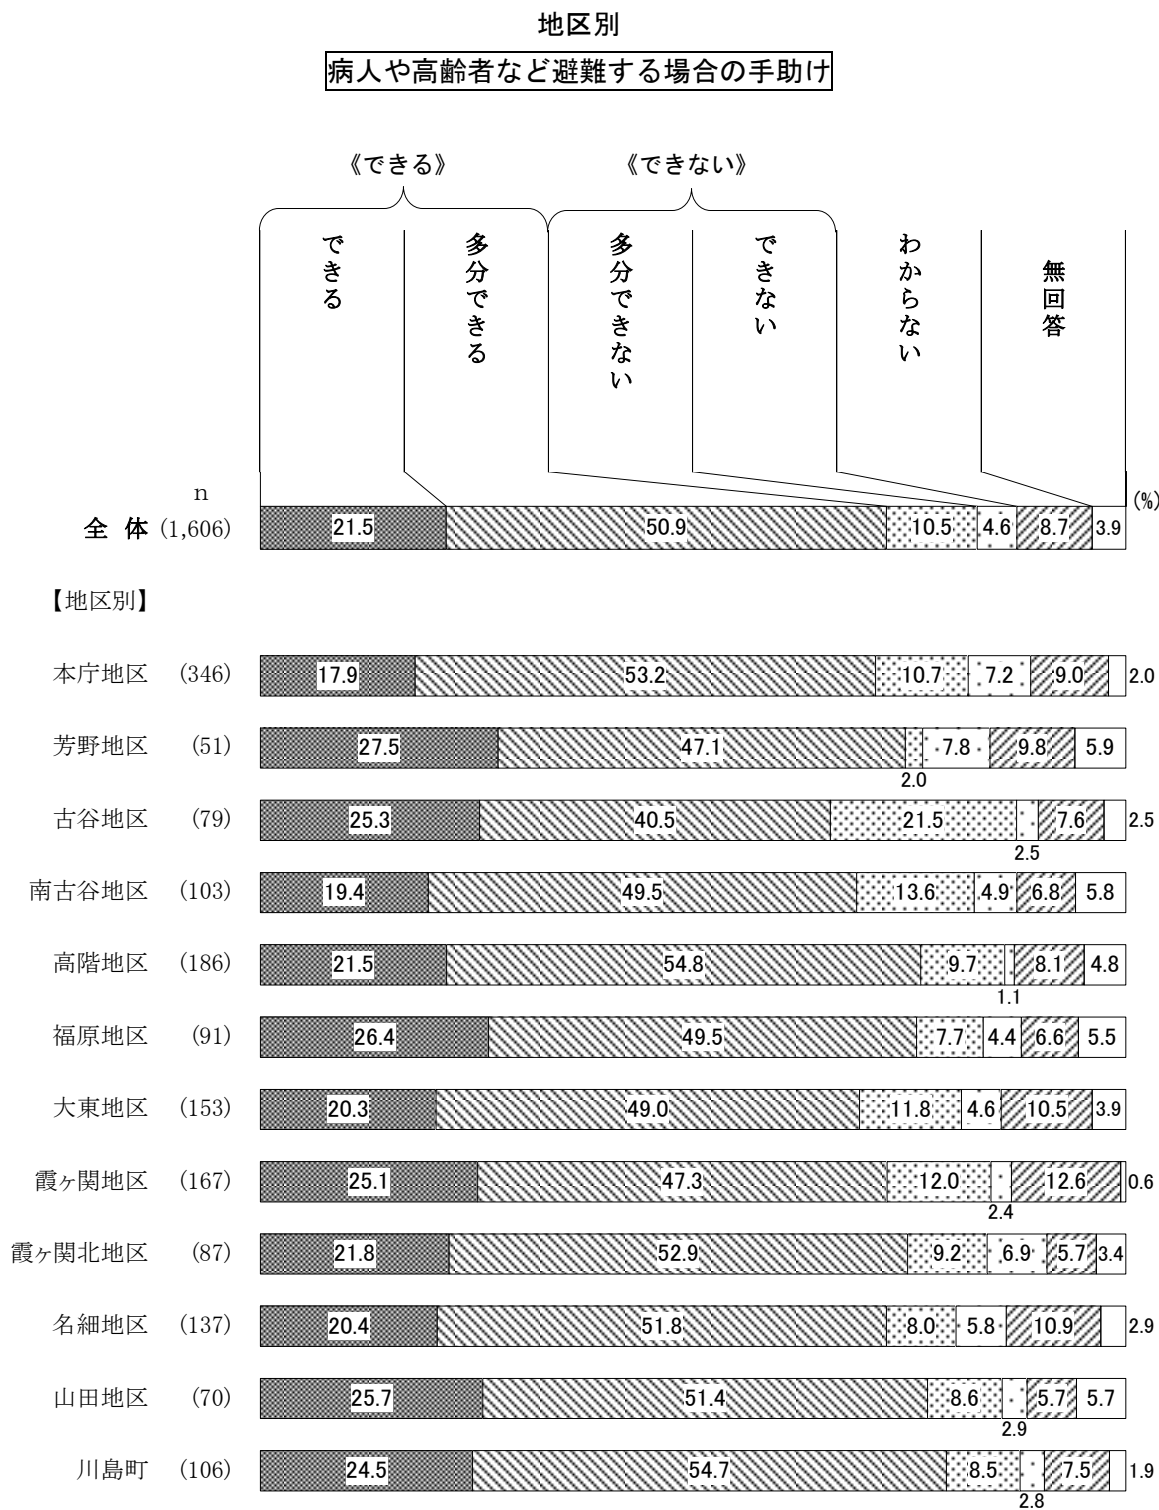 地区別
病人や高齢者など避難する場合の手助け
《できる》 《できない》
できる
多分できる
多分できない
できない
わからない
無回答
n (%)
全 体 (1,606) 21.5 50.9 10.5 4.6 8.7 3.9
【地区別】
本庁地区 (346) 17.9 53.2 10.7 7.2 9.0 2.0
芳野地区 (51) 27.5 47.1 2.0 7.8 9.8 5.9
古谷地区 (79) 25.3 40.5 21.5 2.5 7.6 2.5
南古谷地区 (103) 19.4 49.5 13.6 4.9 6.8 5.8
高階地区 (186) 21.5 54.8 9.7 1.1 8.1 4.8
福原地区 (91) 26.4 49.5 7.7 4.4 6.6 5.5
大東地区 (153) 20.3 49.0 11.8 4.6 10.5 3.9
霞ヶ関地区 (167) 25.1 47.3 12.0 2.4 12.6 0.6
霞ヶ関北地区 (87) 21.8 52.9 9.2 6.9 5.7 3.4
名細地区 (137) 20.4 51.8 8.0 5.8 10.9 2.9
山田地区 (70) 25.7 51.4 8.6 2.9 5.7 5.7
川島町 (106) 24.5 54.7 8.5 2.8 7.5 1.9